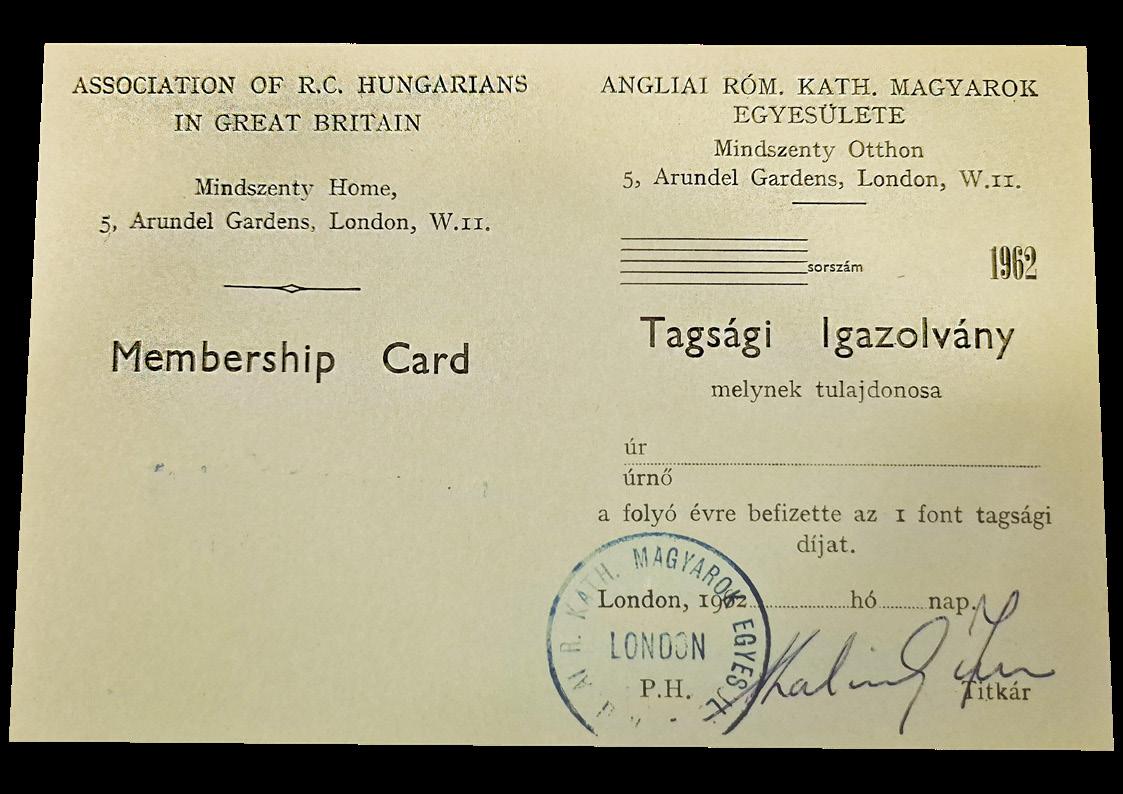 ASSOCIATION OF R.C. HUNGARIANS
IN GREAT BRITAIN
Mindszenty Home,
5, Arundel Gardens, London, W.11.
Membership Card
ANGLIAI RÓM. KATH. MAGYAROK
EGYESÜLETE
Mindszenty Otthon
5, Arundel Gardens, London, W.11.
sorszám
1962
Tagsági Igazolvány
melynek tulajdonosa
úr
úrnő
a folyó évre befizette az 1 font tagsági
díjat.
London, 1962 hó nap.
P.H.
Titkár
R. KATH. MAGYAROK
LONDON